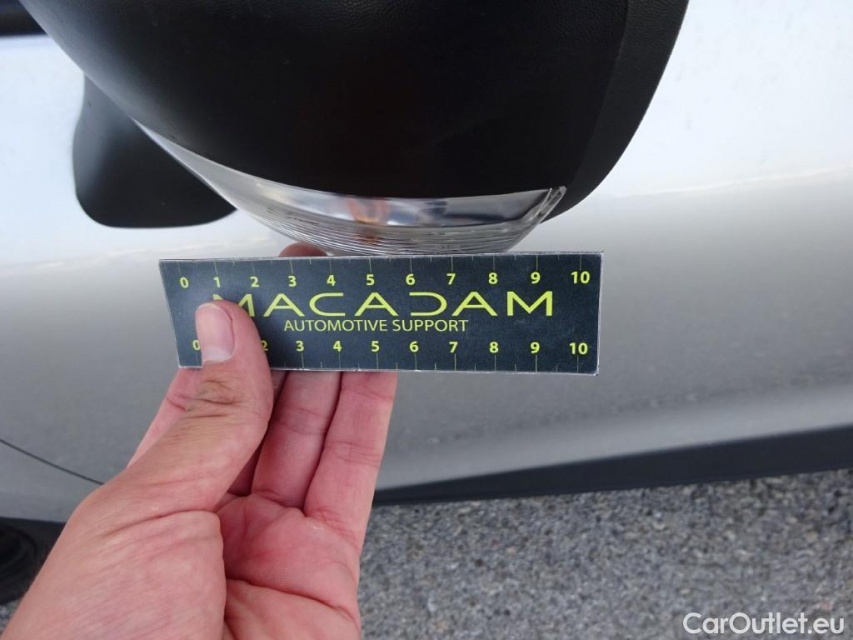 0 1 2 3 4 5 6 7 8 9 10
MACADAM
AUTOMOTIVE SUPPORT
0 2 3 4 5 6 7 8 9 10
CarOutlet.eu